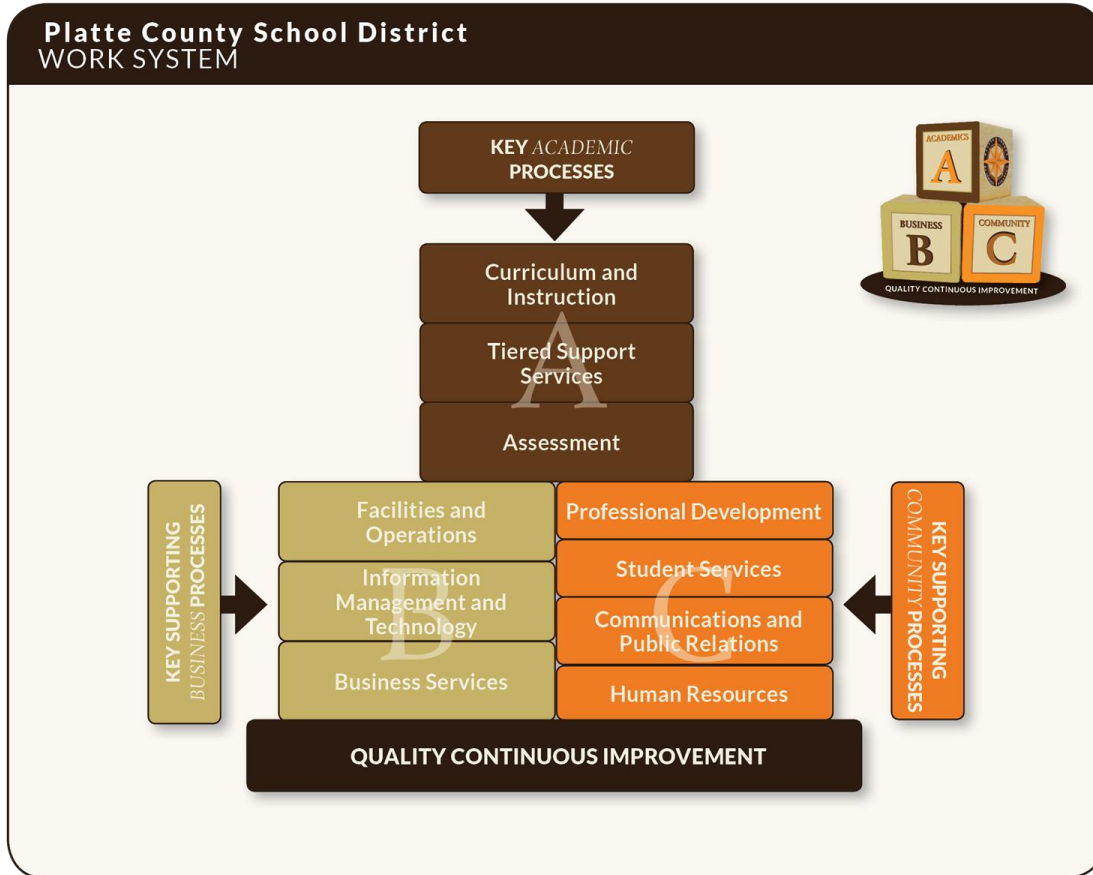 Platte County School District
WORK SYSTEM
KEY ACADEMIC
PROCESSES
ACADEMICS
A
BUSINESS
B
COMMUNITY
C
QUALITY CONTINUOUS IMPROVEMENT
Curriculum and
Instruction
Tiered Support
Services
A
Assessment
KEY SUPPORTING
BUSINESS PROCESSES
Facilities and
Operations
Information
Management and
Technology
B
Business Services
Professional Development
Student Services
C
Communications and
Public Relations
Human Resources
KEY SUPPORTING
COMMUNITY PROCESSES
QUALITY CONTINUOUS IMPROVEMENT